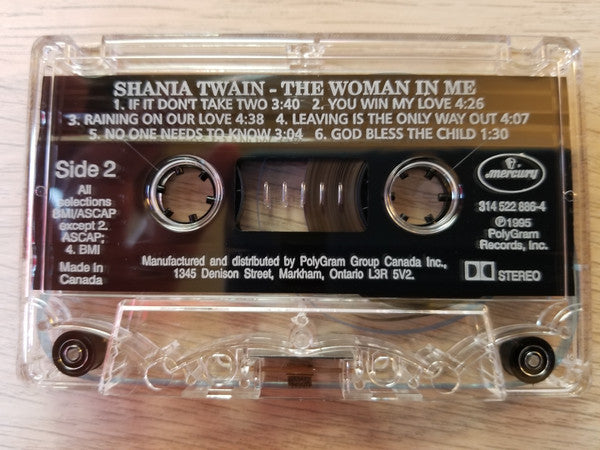 SHANIA TWAIN - THE WOMAN IN ME
1. IF IT DON'T TAKE TWO 3:40 2. YOU WIN MY LOVE 4:26
3. RAINING ON OUR LOVE 4:38 4. LEAVING IS THE ONLY WAY OUT 4:07
5. NO ONE NEEDS TO KNOW 3:04 6. GOD BLESS THE CHILD 1:30
Side 2
All
selections
BMI/ASCAP
except 2.
ASCAP;
4. BMI
Made in
Canada
mercury
314 522 886-4
℗1995
PolyGram
Records, Inc.
STEREO
Manufactured and distributed by PolyGram Group Canada Inc.,
1345 Denison Street, Markham, Ontario L3R 5V2.